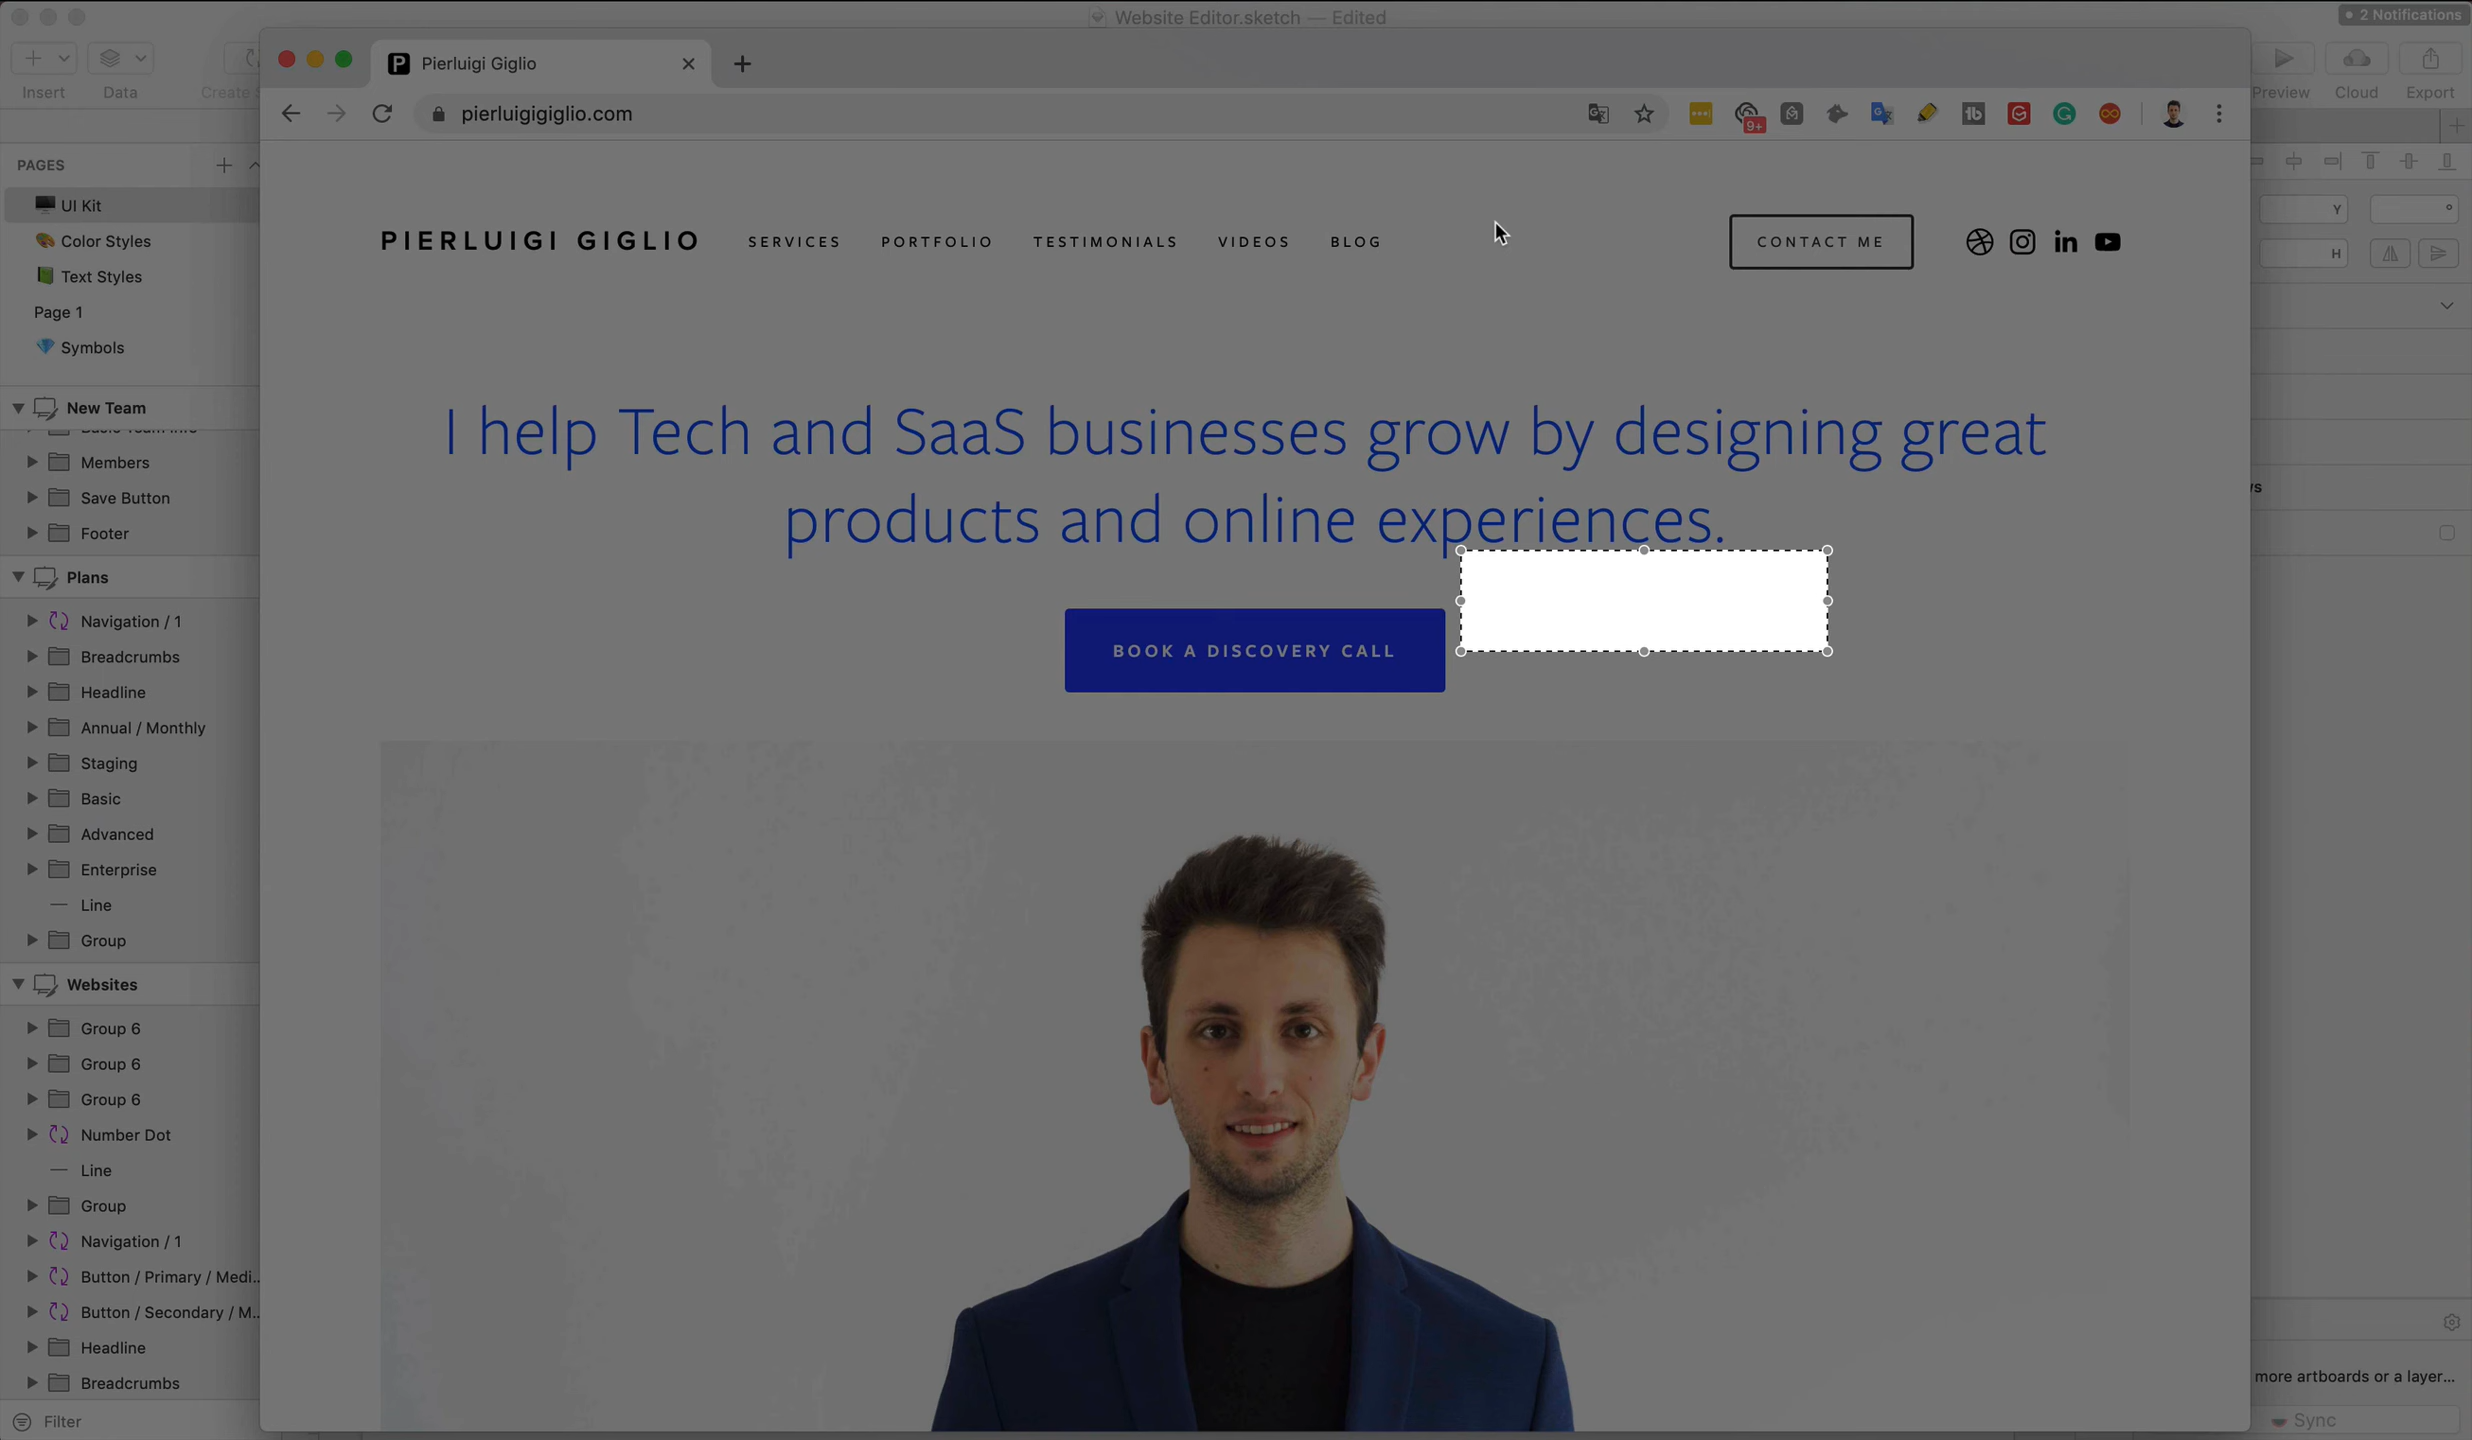 Website Editor.sketch — Edited
2 Notifications
Insert
Data
Create S
Preview
Cloud
Export
Pierluigi Giglio
pierluigigiglio.com
9+
PAGES
UI Kit
Color Styles
Text Styles
Page 1
Symbols
New Team
Members
Save Button
Footer
Plans
Navigation / 1
Breadcrumbs
Headline
Annual / Monthly
Staging
Basic
Advanced
Enterprise
Line
Group
Websites
Group 6
Group 6
Group 6
Number Dot
Line
Group
Navigation / 1
Button / Primary / Medi...
Button / Secondary / M...
Headline
Breadcrumbs
Filter
PIERLUIGI GIGLIO
SERVICES
PORTFOLIO
TESTIMONIALS
VIDEOS
BLOG
CONTACT ME
I help Tech and SaaS businesses grow by designing great
products and online experiences.
BOOK A DISCOVERY CALL
Y
°
H
more artboards or a layer...
Sync